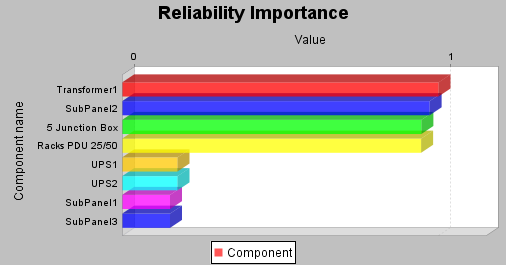 Reliability Importance
Value
0 1
Component name
Transformer1
SubPanel2
5 Junction Box
Racks PDU 25/50
UPS1
UPS2
SubPanel1
SubPanel3
Component